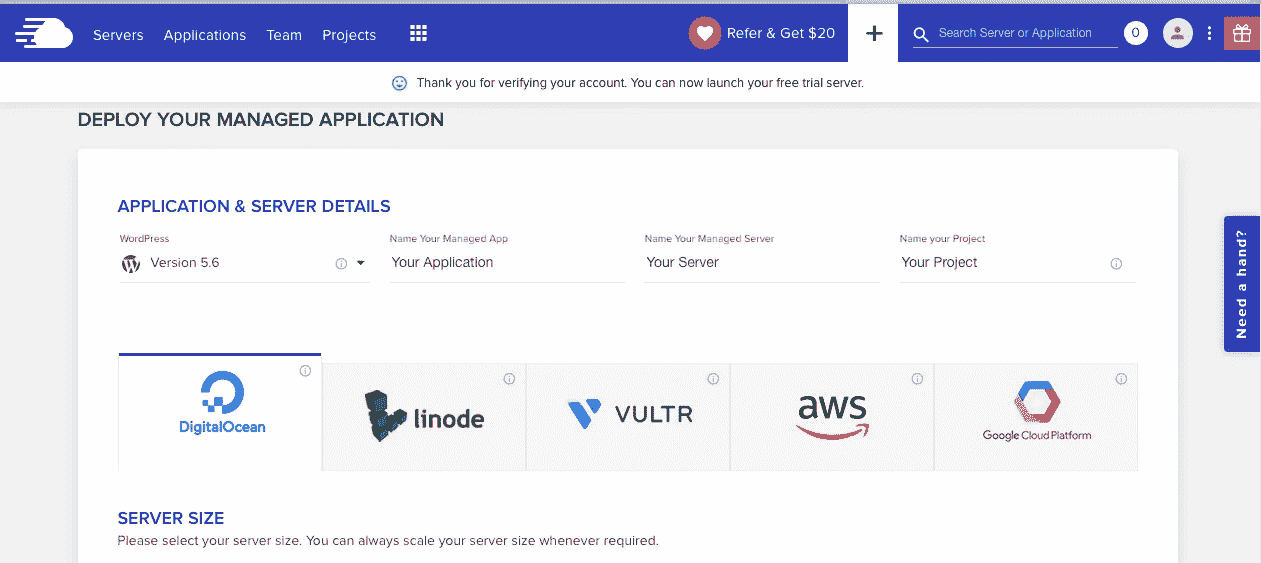 Servers Applications Team Projects Refer & Get $20 + Search Server or Application 0
Thank you for verifying your account. You can now launch your free trial server.
DEPLOY YOUR MANAGED APPLICATION
APPLICATION & SERVER DETAILS
WordPress Name Your Managed App Name Your Managed Server Name your Project
Version 5.6 Your Application Your Server Your Project
Need a hand?
DigitalOcean linode VULTR aws Google Cloud Platform
SERVER SIZE
Please select your server size. You can always scale your server size whenever required.